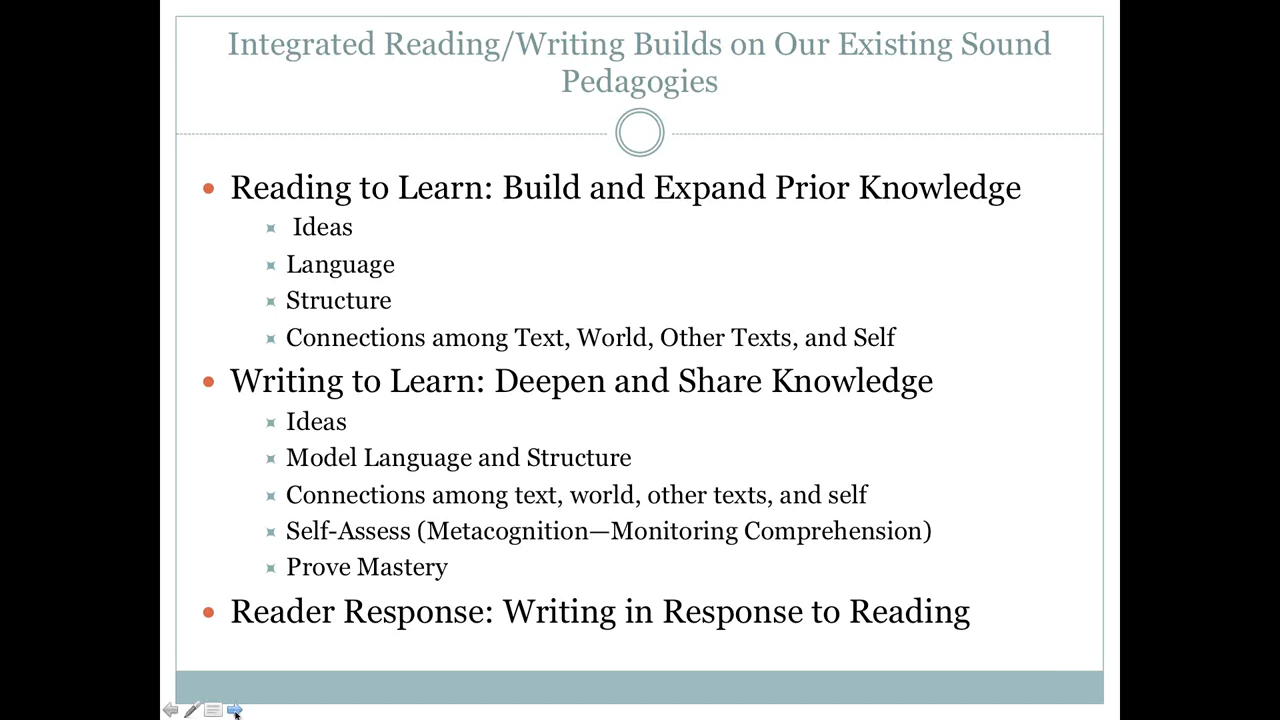 Integrated Reading/Writing Builds on Our Existing Sound
Pedagogies
Reading to Learn: Build and Expand Prior Knowledge
Ideas
Language
Structure
Connections among Text, World, Other Texts, and Self
Writing to Learn: Deepen and Share Knowledge
Ideas
Model Language and Structure
Connections among text, world, other texts, and self
Self-Assess (Metacognition—Monitoring Comprehension)
Prove Mastery
Reader Response: Writing in Response to Reading